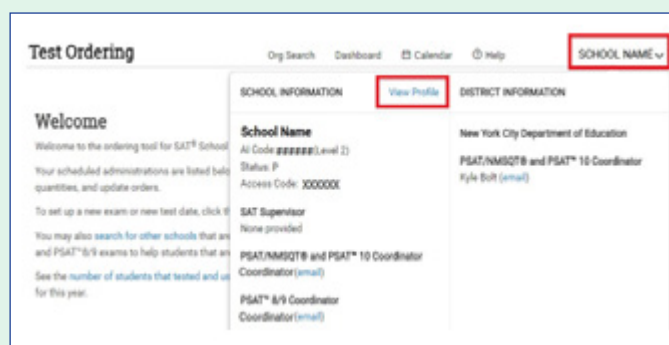 Test Ordering
Org Search Dashboard Calendar Help SCHOOL NAME
SCHOOL INFORMATION View Profile DISTRICT INFORMATION
Welcome
Welcome to the ordering tool for SAT® School
Your scheduled administrations are listed belo
quantities, and update orders.
To set up a new exam or new test date, click th
You may also search for other schools that are
and PSAT™ 8/9 exams to help students that are
See the number of students that tested and us
for this year.
School Name
AI Code: ###### (Level 2)
Status: P
Access Code: XXXXXX
SAT Supervisor
None provided
PSAT/NMSQT® and PSAT™ 10 Coordinator
Coordinator (email)
PSAT™ 8/9 Coordinator
Coordinator (email)
New York City Department of Education
PSAT/NMSQT® and PSAT™ 10 Coordinator
Kyle Bolt (email)